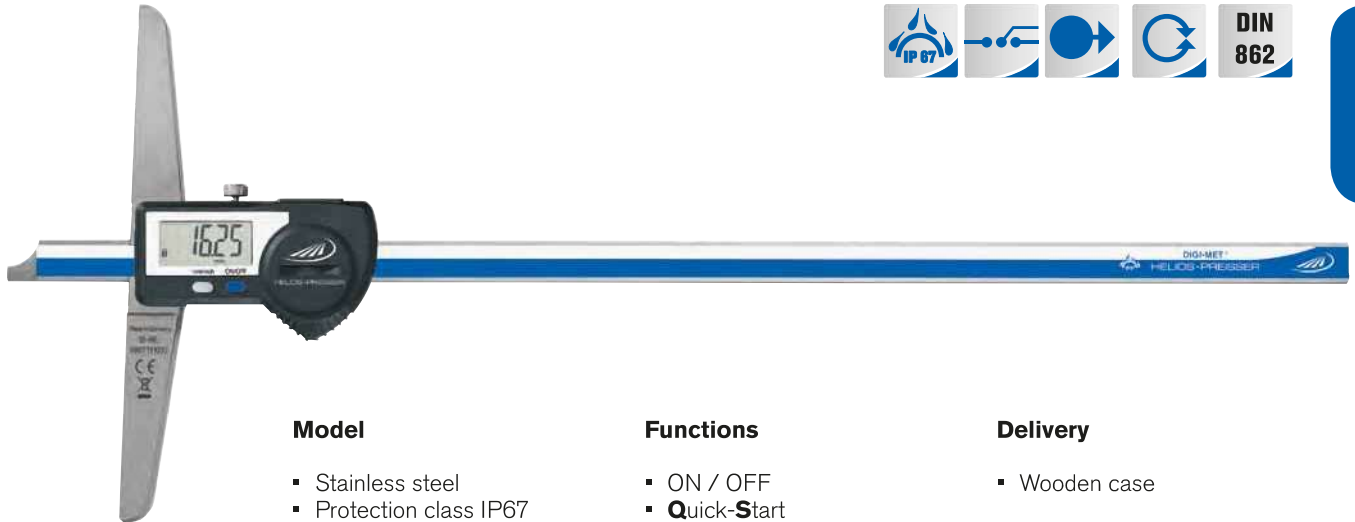 IP 67
DIN
862
16.25
mm
ON/OFF
HELIOS-PREISSER
DIGI-MET
HELIOS-PREISSER
CE
Model
Functions
Delivery
▪ Stainless steel
▪ ON / OFF
▪ Wooden case
▪ Protection class IP67
▪ Quick-Start